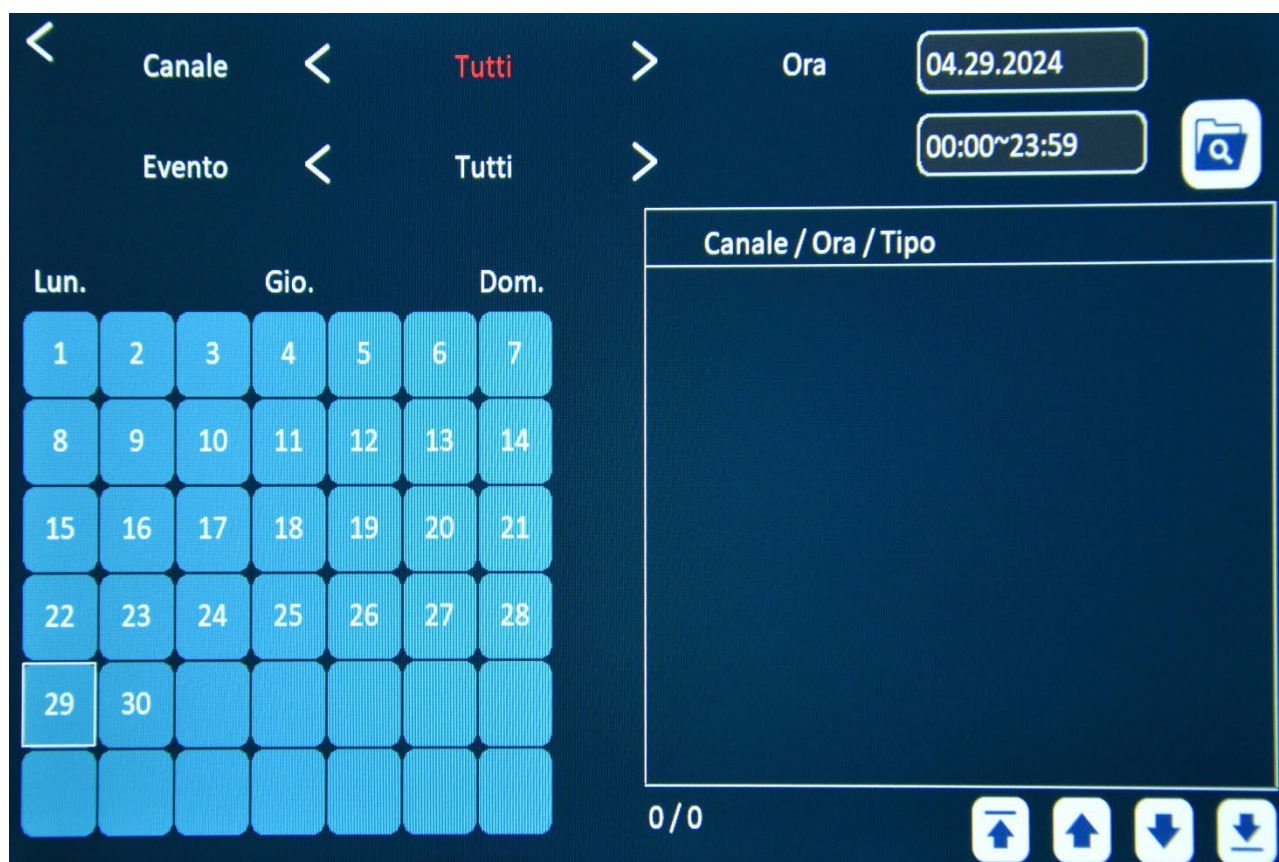 Canale Tutti Ora 04.29.2024
Evento Tutti 00:00~23:59
Canale / Ora / Tipo
Lun. Gio. Dom.
1 2 3 4 5 6 7
8 9 10 11 12 13 14
15 16 17 18 19 20 21
22 23 24 25 26 27 28
29 30
0 / 0